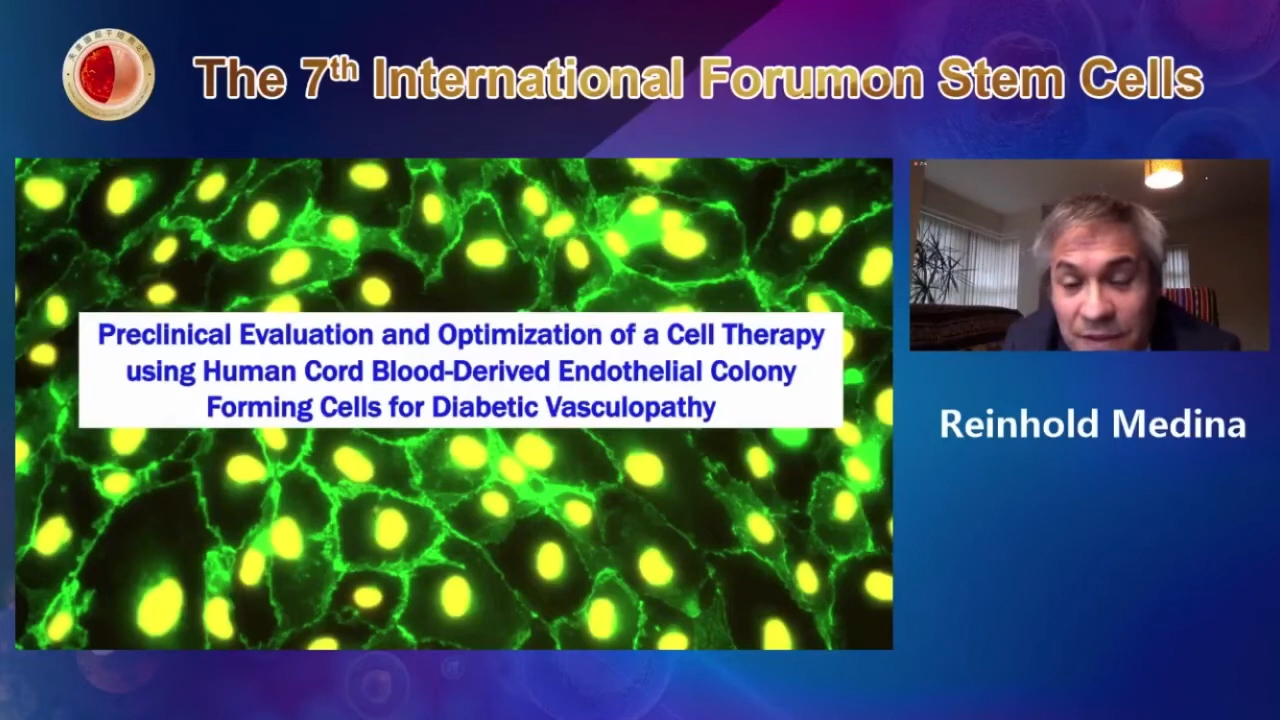 The 7th International Forumon Stem Cells
Preclinical Evaluation and Optimization of a Cell Therapy
using Human Cord Blood-Derived Endothelial Colony
Forming Cells for Diabetic Vasculopathy
Reinhold Medina